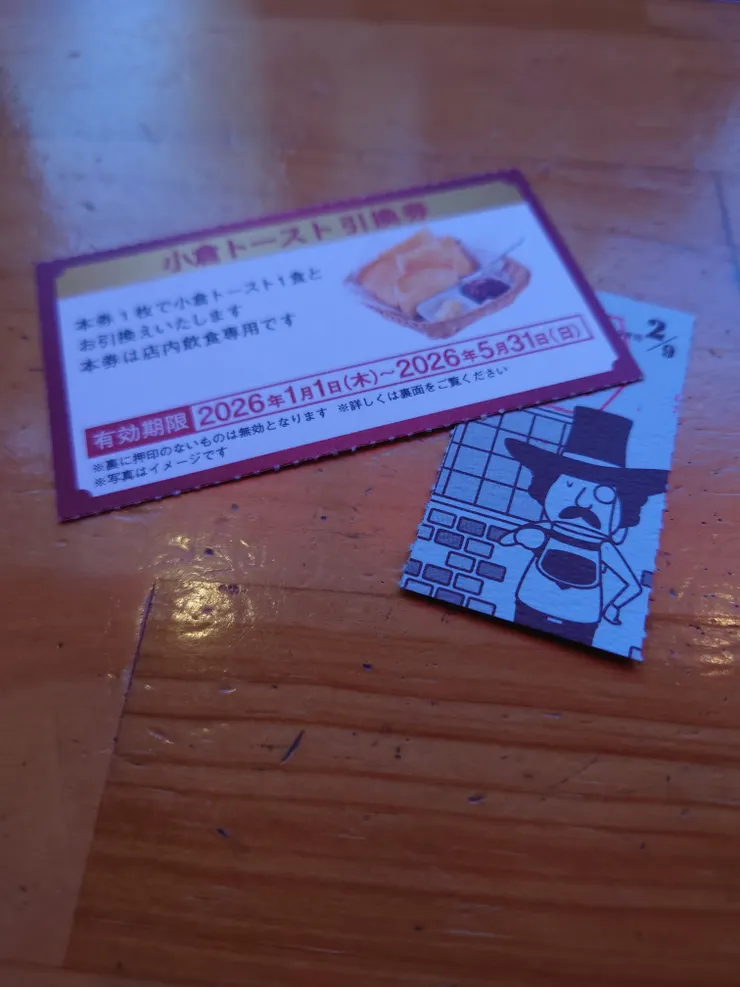 小倉トースト引換券
本券1枚で小倉トースト1食と
お引換えいたします
本券は店内飲食専用です
有効期限 2026年1月1日(木)~2026年5月31日(日)
※裏に押印のないものは無効となります ※詳しくは裏面をご覧ください
※写真はイメージです
2/9